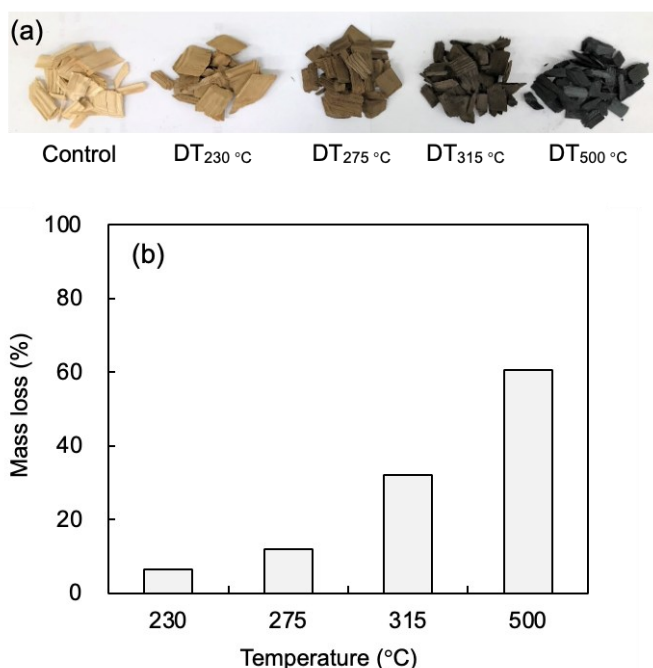 (a)
Control DT230 °C DT275 °C DT315 °C DT500 °C
(b)
100
80
60
40
20
0
Mass loss (%)
230 275 315 500
Temperature (°C)